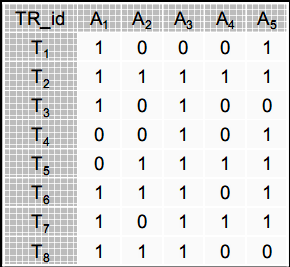 TR_id A₁ A₂ A₃ A₄ A₅
T₁ 1 0 0 0 1
T₂ 1 1 1 1 1
T₃ 1 0 1 0 0
T₄ 0 0 1 0 1
T₅ 0 1 1 1 1
T₆ 1 1 1 0 1
T₇ 1 0 1 1 1
T₈ 1 1 1 0 0